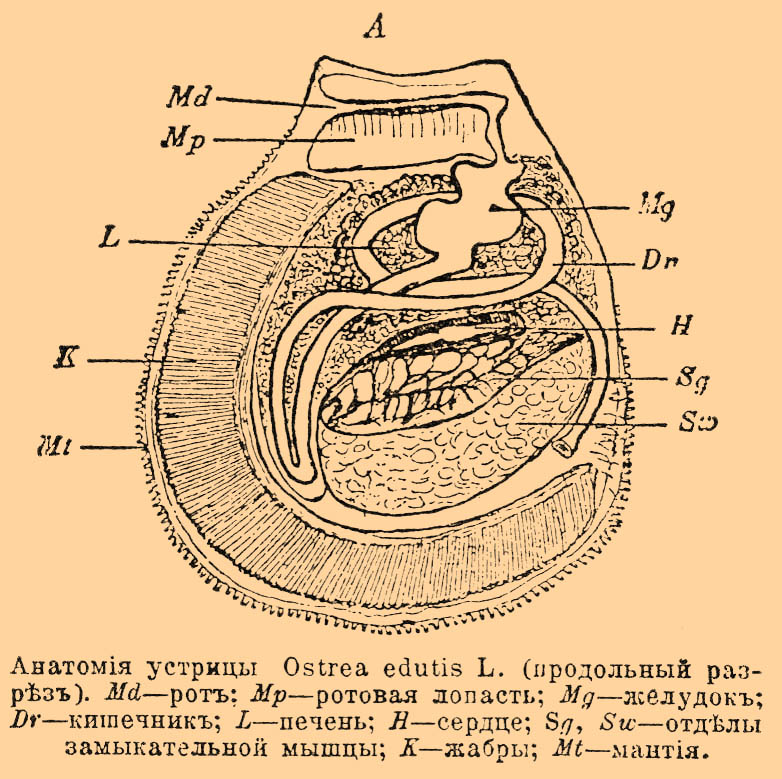 A
Md
Mp
Mg
L
Dr
H
K
Sg
Sw
Mt
Анатомія устрицы Ostrea edutis L. (продольный раз-
рѣзъ). Md—ротъ; Mp—ротовая лопасть; Mg—желудокъ;
Dr—кишечникъ; L—печень; H—сердце; Sg, Sw—отдѣлы
замыкательной мышцы; K—жабры; Mt—мантія.